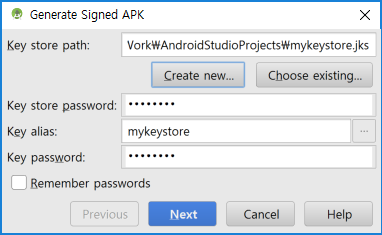 Generate Signed APK
Key store path: Vork₩AndroidStudioProjects₩mykeystore.jks
Create new... Choose existing...
Key store password: ••••••••
Key alias: mykeystore ...
Key password: ••••••••
Remember passwords
Previous Next Cancel Help